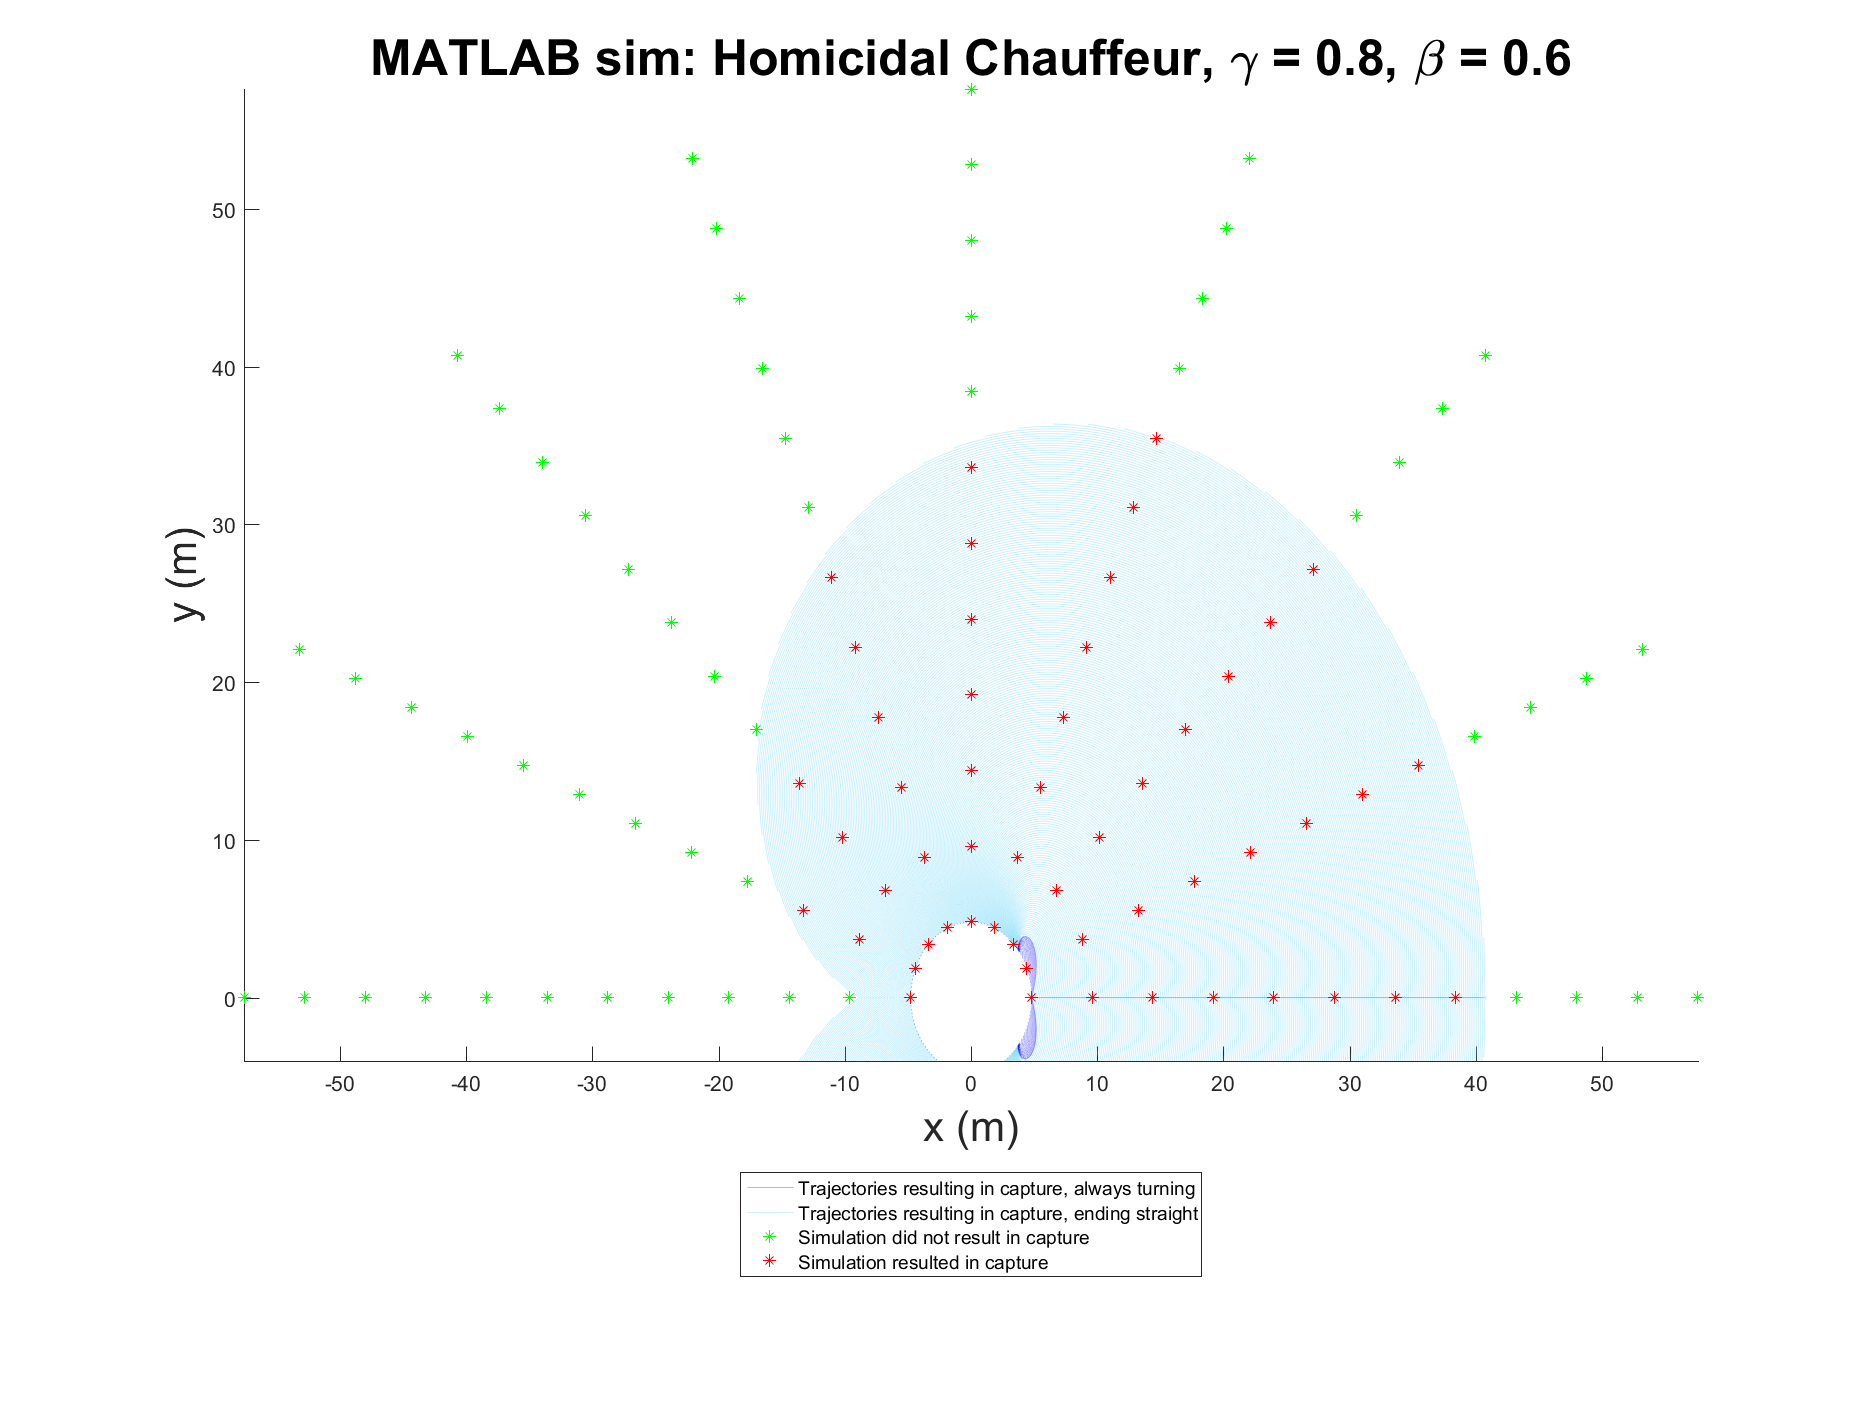 MATLAB sim: Homicidal Chauffeur, γ = 0.8, β = 0.6
50
40
30
20
10
0
y (m)
-50 -40 -30 -20 -10 0 10 20 30 40 50
x (m)
Trajectories resulting in capture, always turning
Trajectories resulting in capture, ending straight
Simulation did not result in capture
Simulation resulted in capture